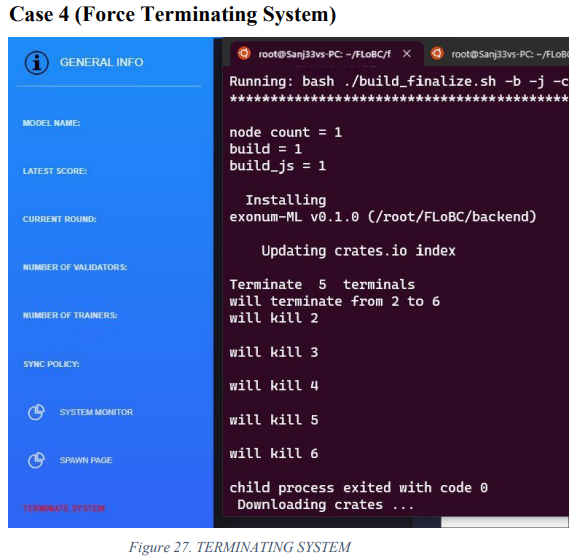 Case 4 (Force Terminating System)
GENERAL INFO
MODEL NAME:
LATEST SCORE:
CURRENT ROUND:
NUMBER OF VALIDATORS:
NUMBER OF TRAINERS:
SYNC POLICY:
SYSTEM MONITOR
SPAWN PAGE
TERMINATE SYSTEM
root@Sanj33vs-PC: ~/FLoBC/f
root@Sanj33vs-PC: ~/FLoBC
Running: bash ./build_finalize.sh -b -j -c
*****************************************
node count = 1
build = 1
build_js = 1
Installing
exonum-ML v0.1.0 (/root/FLoBC/backend)
Updating crates.io index
Terminate 5 terminals
will terminate from 2 to 6
will kill 2
will kill 3
will kill 4
will kill 5
will kill 6
child process exited with code 0
Downloading crates ...
Figure 27. TERMINATING SYSTEM